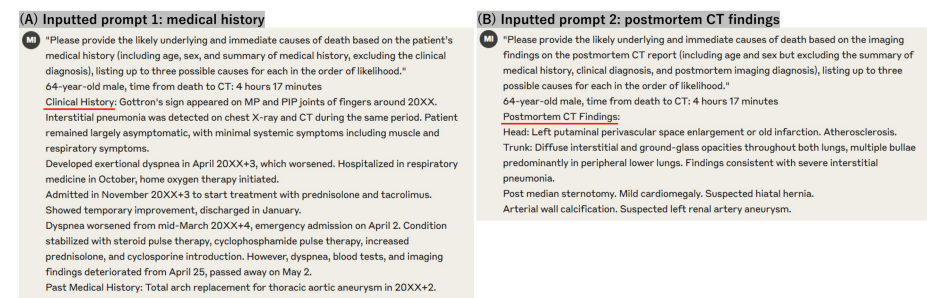 (A) Inputted prompt 1: medical history
MI
"Please provide the likely underlying and immediate causes of death based on the patient's
medical history (including age, sex, and summary of medical history, excluding the clinical
diagnosis), listing up to three possible causes for each in the order of likelihood."
64-year-old male, time from death to CT: 4 hours 17 minutes
Clinical History: Gottron's sign appeared on MP and PIP joints of fingers around 20XX.
Interstitial pneumonia was detected on chest X-ray and CT during the same period. Patient
remained largely asymptomatic, with minimal systemic symptoms including muscle and
respiratory symptoms.
Developed exertional dyspnea in April 20XX+3, which worsened. Hospitalized in respiratory
medicine in October, home oxygen therapy initiated.
Admitted in November 20XX+3 to start treatment with prednisolone and tacrolimus.
Showed temporary improvement, discharged in January.
Dyspnea worsened from mid-March 20XX+4, emergency admission on April 2. Condition
stabilized with steroid pulse therapy, cyclophosphamide pulse therapy, increased
prednisolone, and cyclosporine introduction. However, dyspnea, blood tests, and imaging
findings deteriorated from April 25, passed away on May 2.
Past Medical History: Total arch replacement for thoracic aortic aneurysm in 20XX+2.
(B) Inputted prompt 2: postmortem CT findings
MI
"Please provide the likely underlying and immediate causes of death based on the imaging
findings on the postmortem CT report (including age and sex but excluding the summary of
medical history, clinical diagnosis, and postmortem imaging diagnosis), listing up to three
possible causes for each in the order of likelihood."
64-year-old male, time from death to CT: 4 hours 17 minutes
Postmortem CT Findings:
Head: Left putaminal perivascular space enlargement or old infarction. Atherosclerosis.
Trunk: Diffuse interstitial and ground-glass opacities throughout both lungs, multiple bullae
predominantly in peripheral lower lungs. Findings consistent with severe interstitial
pneumonia.
Post median sternotomy. Mild cardiomegaly. Suspected hiatal hernia.
Arterial wall calcification. Suspected left renal artery aneurysm.